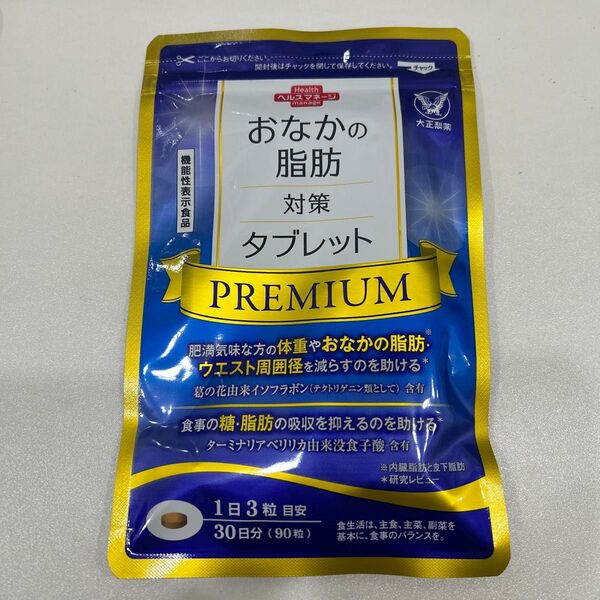 ここからお切りください。
開封後はチャックを閉じて保存してください。
チャック
Health
ヘルスマネージ
manage
大正製薬
機能性表示食品
おなかの
脂肪
対策
タブレット
PREMIUM
肥満気味な方の体重やおなかの脂肪※・
ウエスト周囲径を減らすのを助ける*
葛の花由来イソフラボン(テクトリゲニン類として)含有
食事の糖・脂肪の吸収を抑えるのを助ける*
ターミナリアベリリカ由来没食子酸 含有
※内臓脂肪と皮下脂肪
*研究レビュー
1日3粒 目安
30日分(90粒)
食生活は、主食、主菜、副菜を
基本に、食事のバランスを。